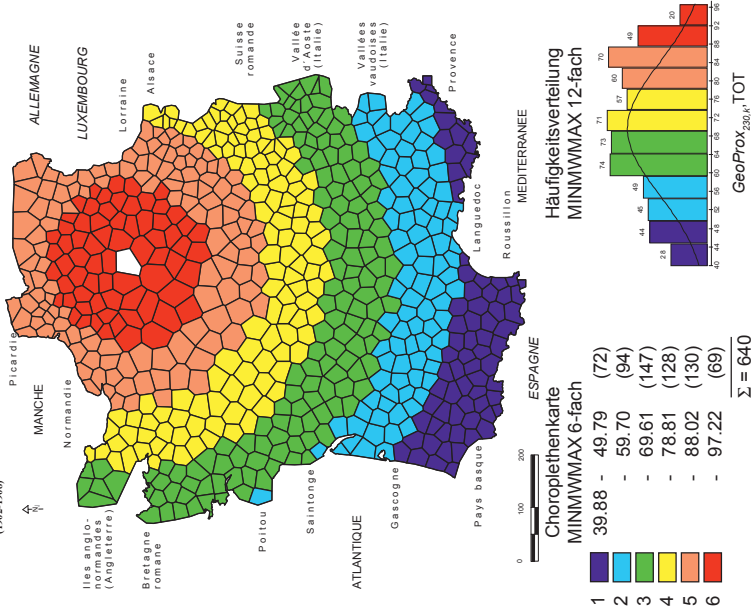 N
Picardie
MANCHE
Normandie
Iles anglo-
normandes
(Angleterre)
Bretagne
romane
Poitou
Saintonge
ATLANTIQUE
Gascogne
Pays basque
ALLEMAGNE
LUXEMBOURG
Lorraine
Alsace
Suisse
romande
Vallée
d'Aoste
(Italie)
Vallées
vaudoises
(Italie)
Provence
MEDITERRANEE
Languedoc
Roussillon
ESPAGNE
0 100 200
Choroplethenkarte
MINMWMAX 6-fach
1 39.88 - 49.79 (72)
2 - 59.70 (94)
3 - 69.61 (147)
4 - 78.81 (128)
5 - 88.02 (130)
6 - 97.22 (69)
Σ = 640
Häufigkeitsverteilung
MINMWMAX 12-fach
28 44 45 49 74 73 71 57 60 70 49 20
40 44 48 52 56 60 64 68 72 76 80 84 88 92 96
GeoProx 230,k, TOT